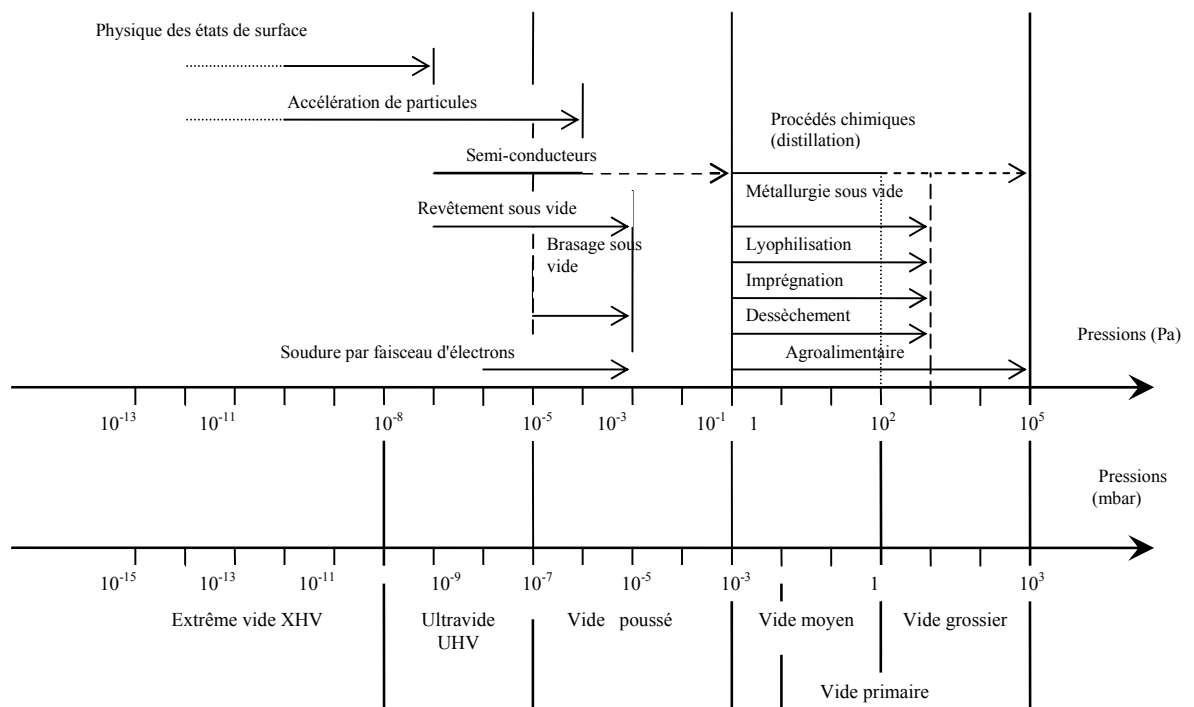 Physique des états de surface
Accélération de particules
Procédés chimiques
(distillation)
Semi-conducteurs
Métallurgie sous vide
Revêtement sous vide
Brasage sous
vide
Lyophilisation
Imprégnation
Dessèchement
Pressions (Pa)
Soudure par faisceau d'électrons
Agroalimentaire
10⁻¹³ 10⁻¹¹ 10⁻⁸ 10⁻⁵ 10⁻³ 10⁻¹ 1 10² 10⁵
Pressions
(mbar)
10⁻¹⁵ 10⁻¹³ 10⁻¹¹ 10⁻⁹ 10⁻⁷ 10⁻⁵ 10⁻³ 1 10³
Extrême vide XHV
Ultravide
UHV
Vide poussé
Vide moyen
Vide grossier
Vide primaire